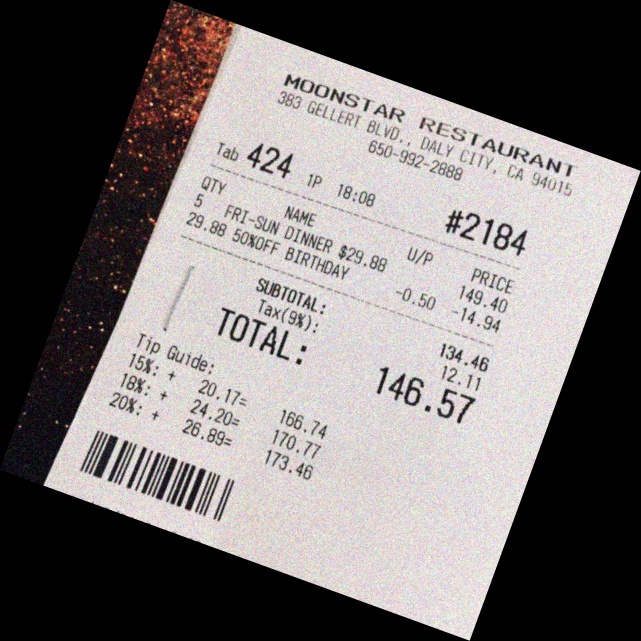 MOONSTAR RESTAURANT
383 GELLERT BLVD., DALY CITY, CA 94015
650-992-2888
Tab 424 1P 18:08 #2184
QTY NAME U/P PRICE
5 FRI-SUN DINNER $29.88 149.40
29.88 50%OFF BIRTHDAY -0.50 -14.94
SUBTOTAL: 134.46
Tax(9%): 12.11
TOTAL: 146.57
Tip Guide:
15%: + 20.17= 166.74
18%: + 24.20= 170.77
20%: + 26.89= 173.46